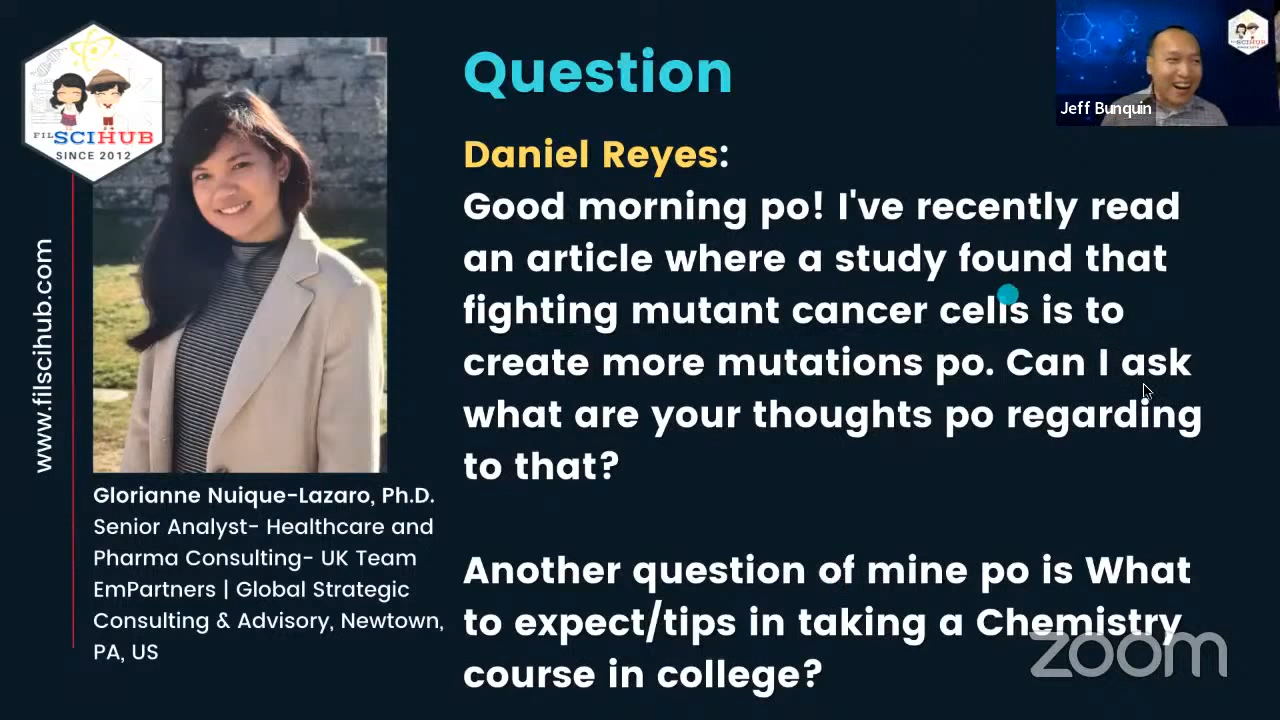 FILSCIHUB
SINCE 2012
www.filscihub.com
Glorianne Nuique-Lazaro, Ph.D.
Senior Analyst- Healthcare and
Pharma Consulting- UK Team
EmPartners | Global Strategic
Consulting & Advisory, Newtown,
PA, US
Question
Daniel Reyes:
Good morning po! I've recently read
an article where a study found that
fighting mutant cancer cells is to
create more mutations po. Can I ask
what are your thoughts po regarding
to that?
Another question of mine po is What
to expect/tips in taking a Chemistry
course in college?
Jeff Bunquin
zoom